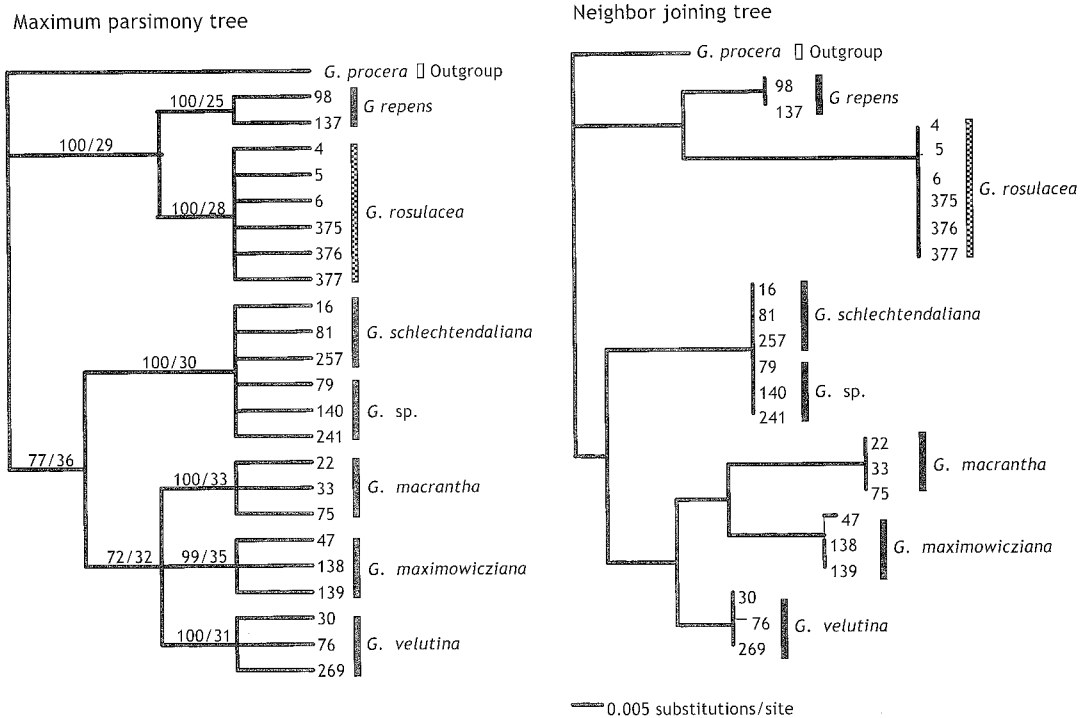 Maximum parsimony tree
G. procera ▯ Outgroup
100/25
98
137
G repens
100/29
100/28
4
5
6
375
376
377
G. rosulacea
16
81
257
G. schlechtendaliana
100/30
79
140
241
G. sp.
77/36
100/33
22
33
75
G. macrantha
72/32
99/35
47
138
139
G. maximowicziana
100/31
30
76
269
G. velutina
Neighbor joining tree
G. procera ▯ Outgroup
98
137
G repens
4
5
6
375
376
377
G. rosulacea
16
81
257
G. schlechtendaliana
79
140
241
G. sp.
22
33
75
G. macrantha
47
138
139
G. maximowicziana
30
76
269
G. velutina
0.005 substitutions/site